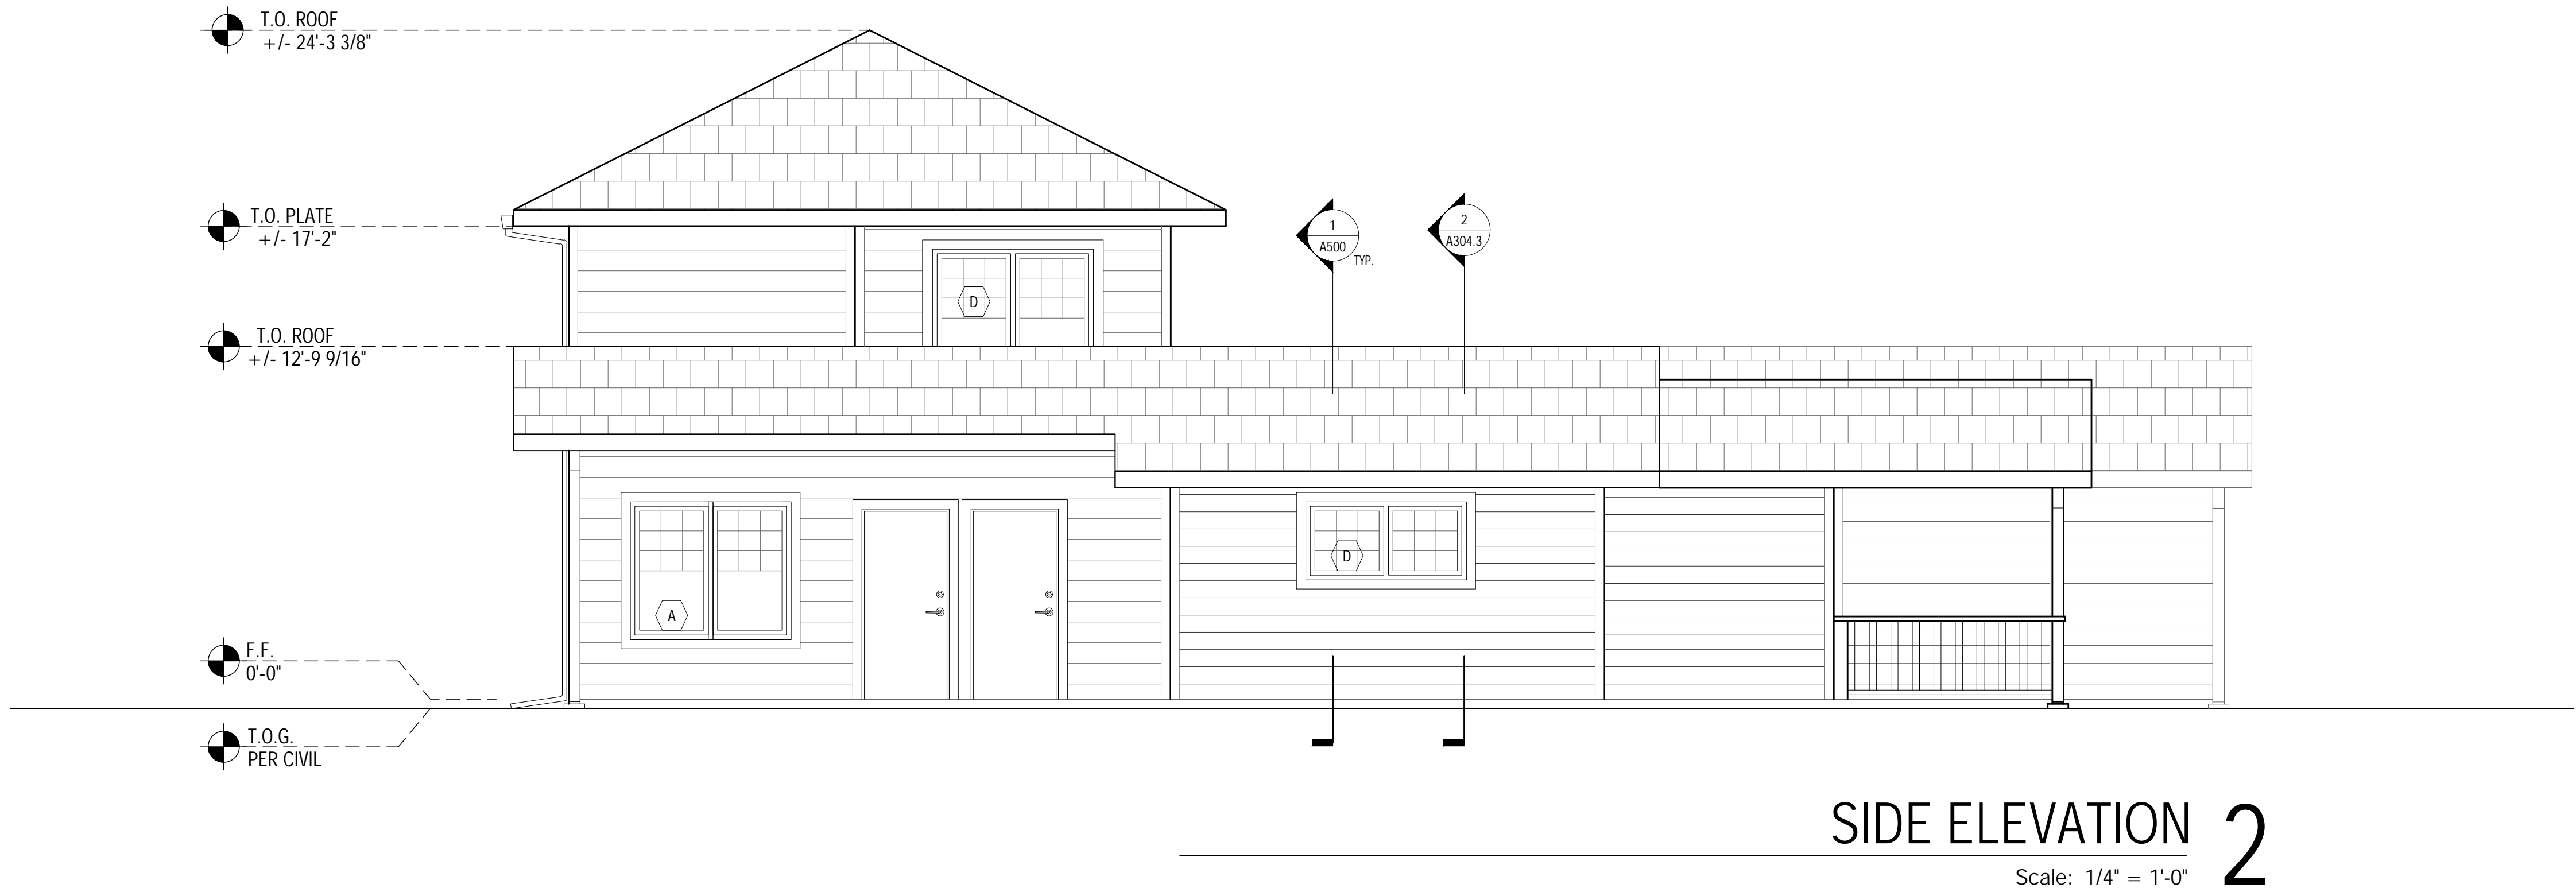 T.O. ROOF
+/- 24'-3 3/8"
T.O. PLATE
+/- 17'-2"
1
A500
TYP.
2
A304.3
D
T.O. ROOF
+/- 12'-9 9/16"
D
A
F.F.
0'-0"
T.O.G.
PER CIVIL
SIDE ELEVATION 2
Scale: 1/4" = 1'-0"